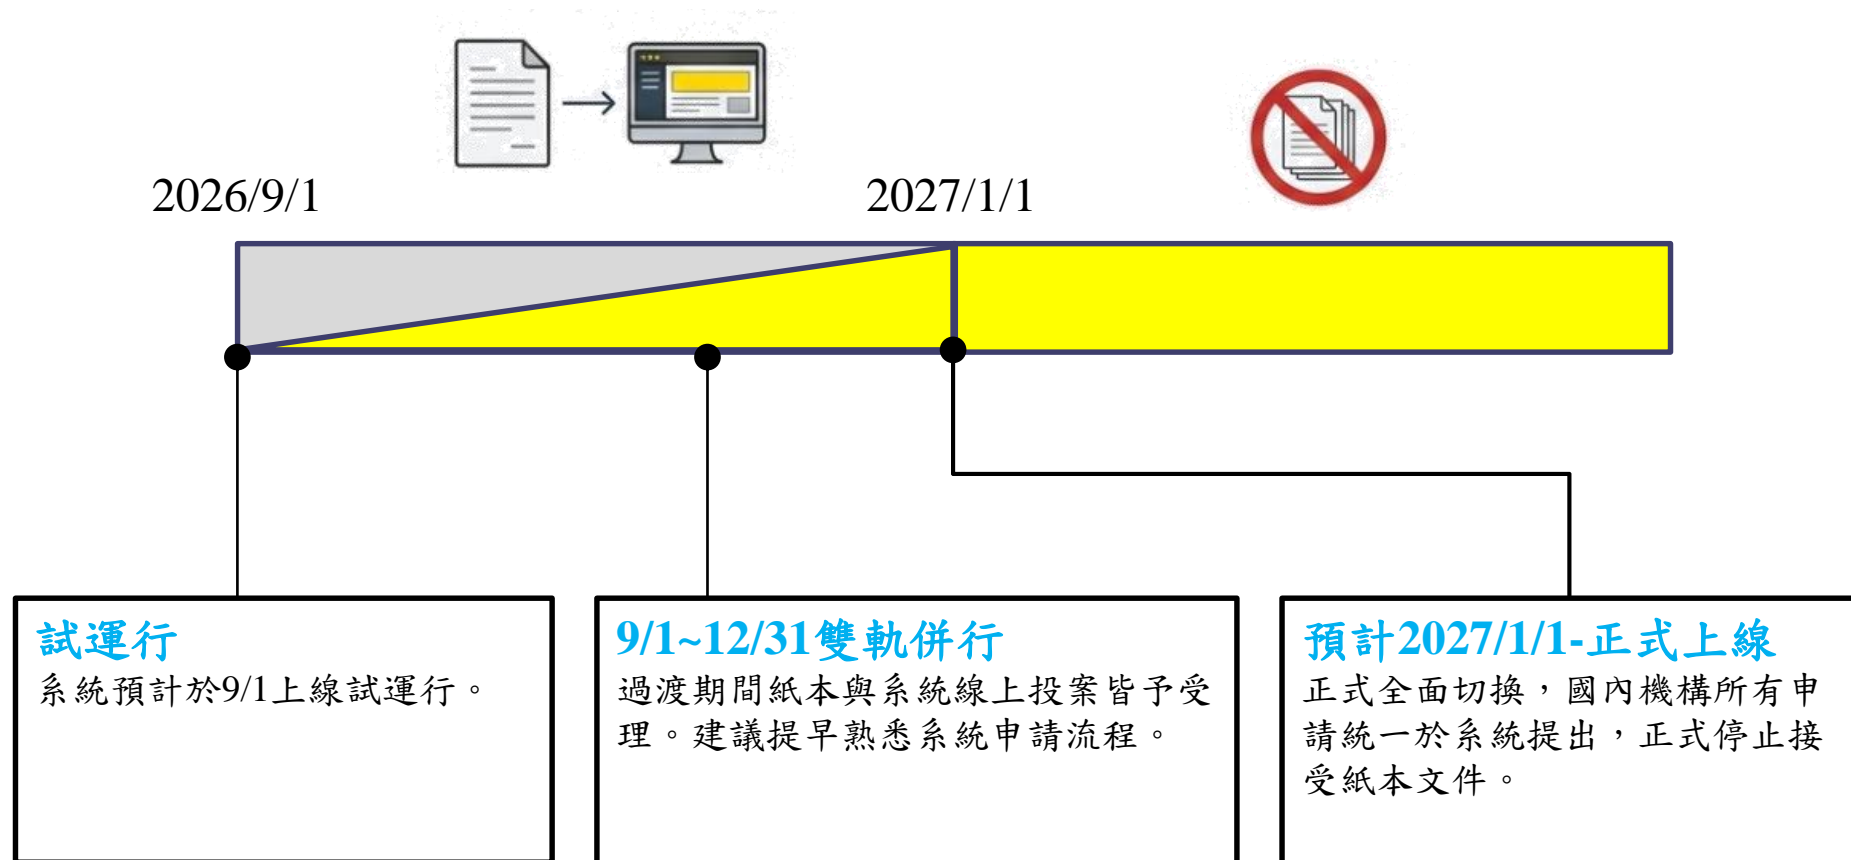 2026/9/1
2027/1/1
試運行
系統預計於9/1上線試運行。
9/1~12/31雙軌併行
過渡期間紙本與系統線上投案皆予受
理。建議提早熟悉系統申請流程。
預計2027/1/1-正式上線
正式全面切換，國內機構所有申
請統一於系統提出，正式停止接
受紙本文件。